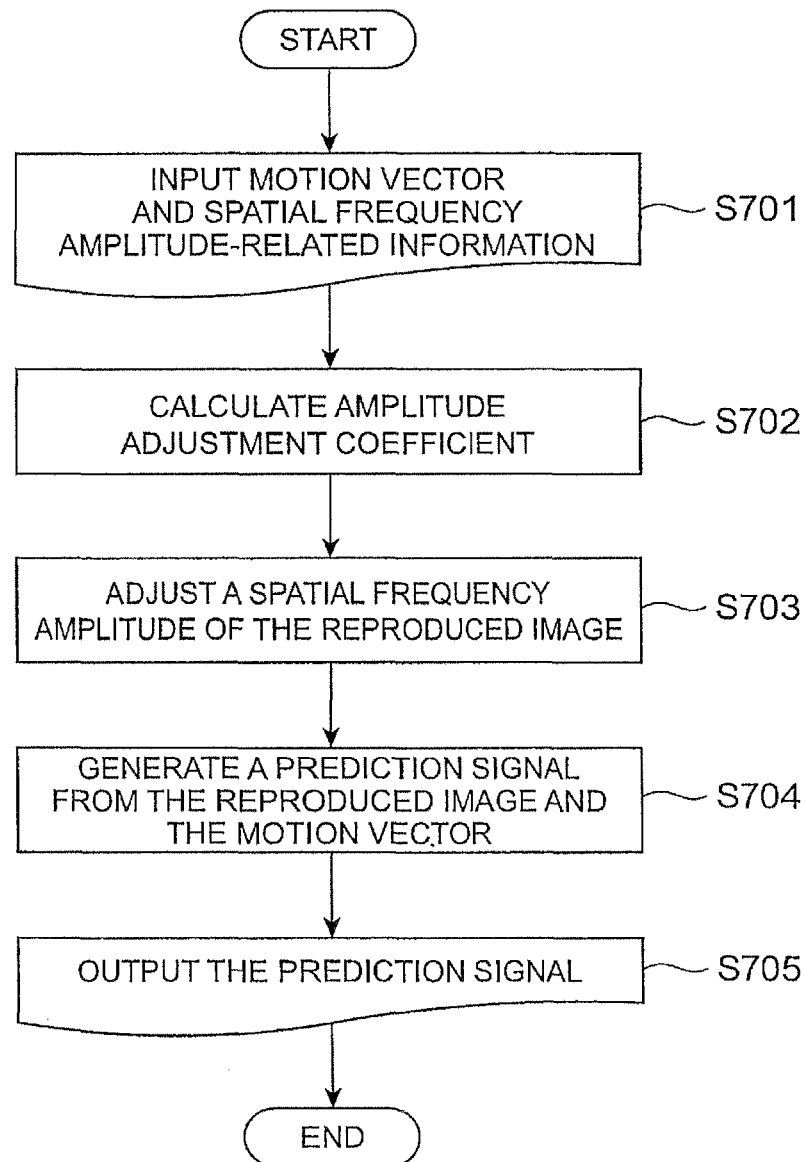 START
INPUT MOTION VECTOR
AND SPATIAL FREQUENCY
AMPLITUDE-RELATED INFORMATION
S701
CALCULATE AMPLITUDE
ADJUSTMENT COEFFICIENT
S702
ADJUST A SPATIAL FREQUENCY
AMPLITUDE OF THE REPRODUCED IMAGE
S703
GENERATE A PREDICTION SIGNAL
FROM THE REPRODUCED IMAGE AND
THE MOTION VECTOR
S704
OUTPUT THE PREDICTION SIGNAL
S705
END